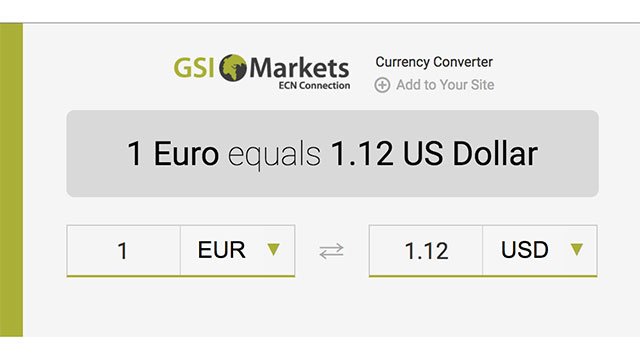 GSI Markets
ECN Connection
Currency Converter
Add to Your Site
1 Euro equals 1.12 US Dollar
1 EUR 1.12 USD